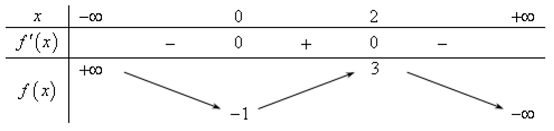 x −∞ 0 2 +∞
f'(x) − 0 + 0 −
+∞ 3
f(x)
−1 −∞